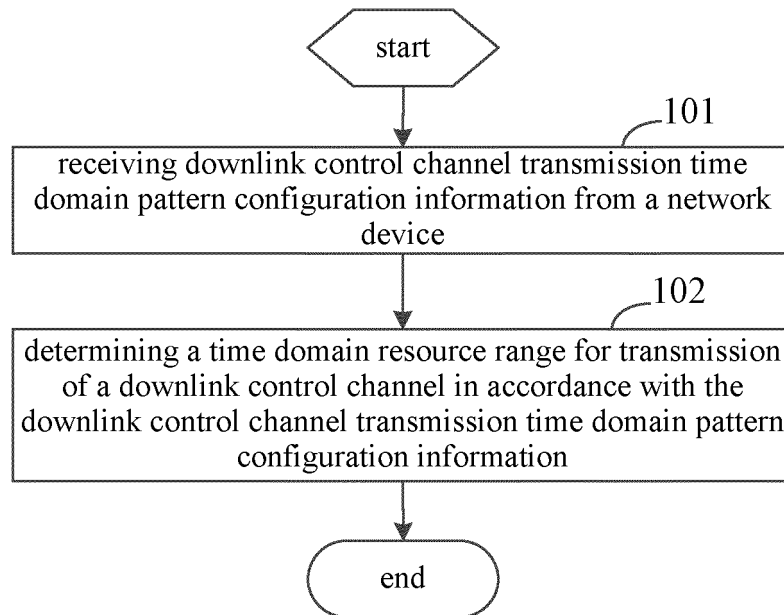 start
101
receiving downlink control channel transmission time
domain pattern configuration information from a network
device
102
determining a time domain resource range for transmission
of a downlink control channel in accordance with the
downlink control channel transmission time domain pattern
configuration information
end